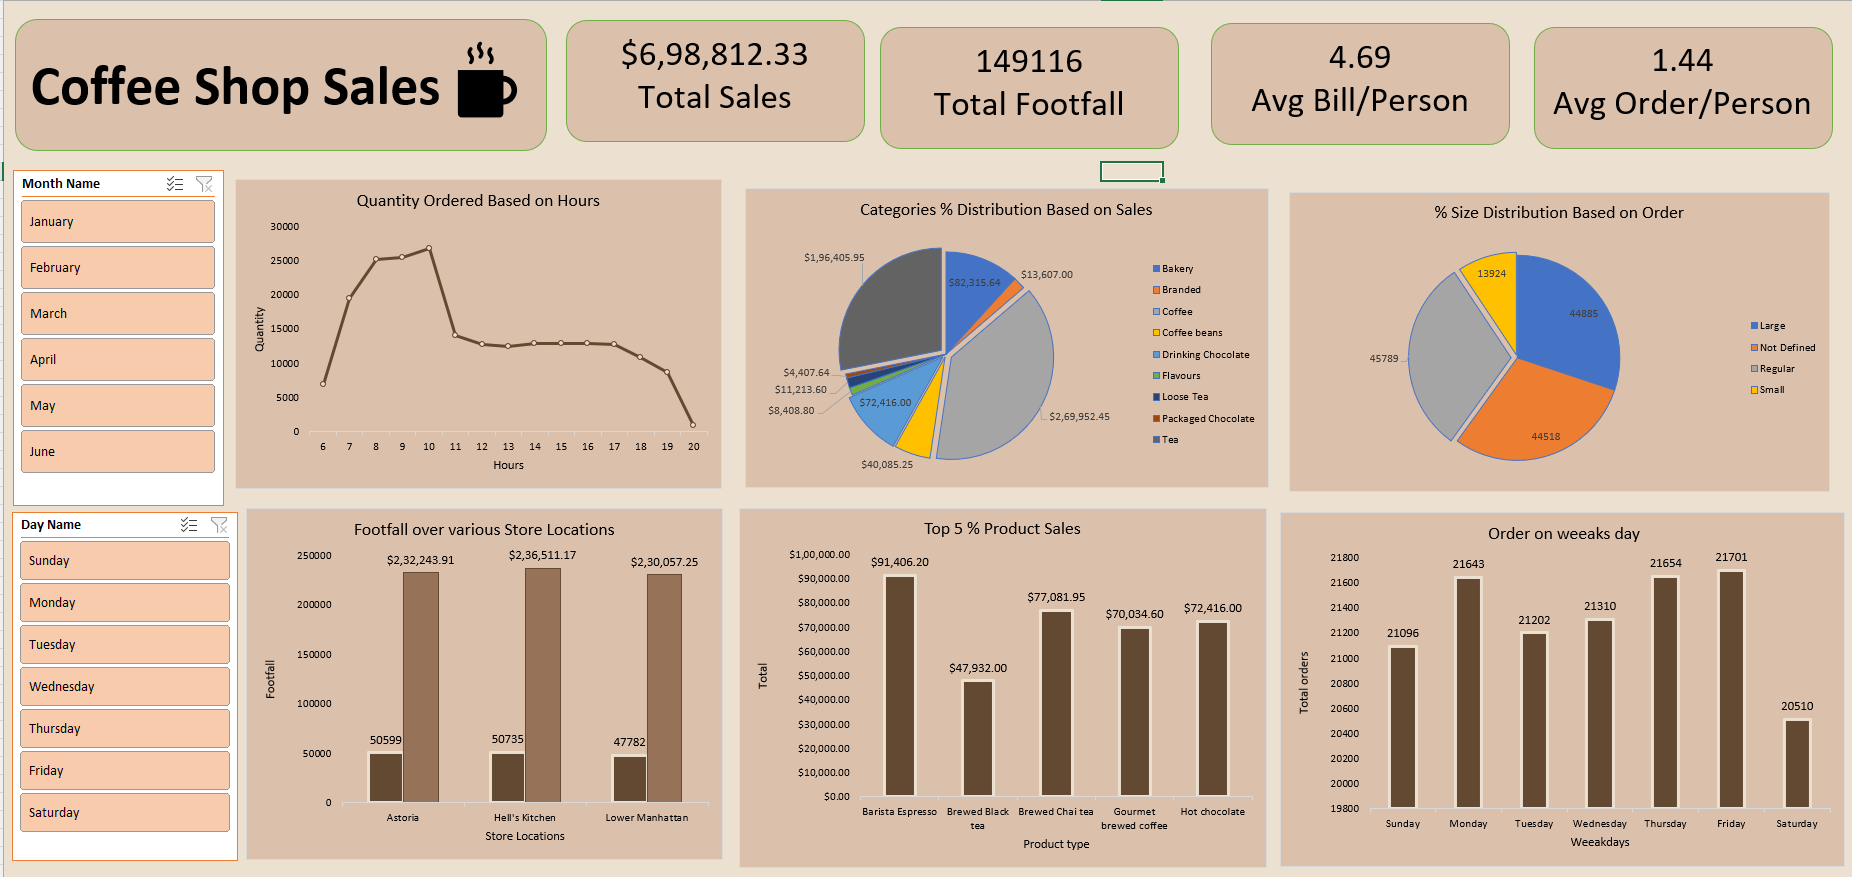 Coffee Shop Sales
$6,98,812.33
Total Sales
149116
Total Footfall
4.69
Avg Bill/Person
1.44
Avg Order/Person
Month Name
January
February
March
April
May
June
Quantity Ordered Based on Hours
30000
25000
20000
15000
10000
5000
0
Quantity
6 7 8 9 10 11 12 13 14 15 16 17 18 19 20
Hours
Categories % Distribution Based on Sales
$1,96,405.95
$82,315.64
$13,607.00
$4,407.64
$11,213.60
$8,408.80
$72,416.00
$40,085.25
$2,69,952.45
Bakery
Branded
Coffee
Coffee beans
Drinking Chocolate
Flavours
Loose Tea
Packaged Chocolate
Tea
% Size Distribution Based on Order
13924
44885
45789
44518
Large
Not Defined
Regular
Small
Day Name
Sunday
Monday
Tuesday
Wednesday
Thursday
Friday
Saturday
Footfall over various Store Locations
250000
200000
150000
100000
50000
0
Footfall
$2,32,243.91
$2,36,511.17
$2,30,057.25
50599
50735
47782
Astoria
Hell's Kitchen
Lower Manhattan
Store Locations
Top 5 % Product Sales
$1,00,000.00
$90,000.00
$80,000.00
$70,000.00
$60,000.00
$50,000.00
$40,000.00
$30,000.00
$20,000.00
$10,000.00
$0.00
Total
$91,406.20
$47,932.00
$77,081.95
$70,034.60
$72,416.00
Barista Espresso
Brewed Black
tea
Brewed Chai tea
Gourmet
brewed coffee
Hot chocolate
Product type
Order on weeaks day
21800
21600
21400
21200
21000
20800
20600
20400
20200
20000
19800
Total orders
21096
21643
21202
21310
21654
21701
20510
Sunday
Monday
Tuesday
Wednesday
Thursday
Friday
Saturday
Weeakdays